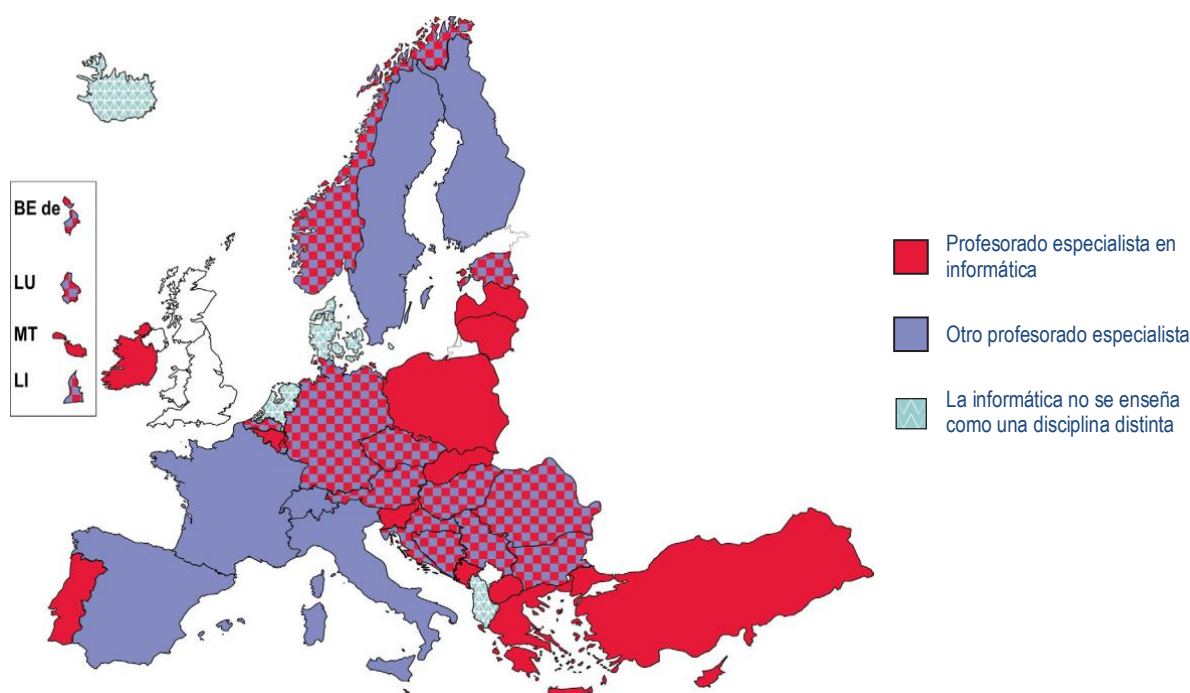 BE de
LU
MT
LI
Profesorado especialista en
informática
Otro profesorado especialista
La informática no se enseña
como una disciplina distinta